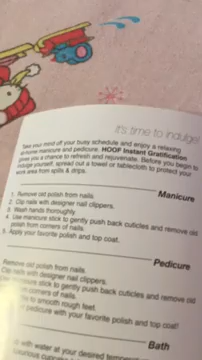 it's time to indulge
Take your mind off your busy schedule and enjoy a relaxing
at-home manicure and pedicure. HOOF Instant Gratification
gives you a chance to refresh and rejuvenate. Before you begin to
indulge yourself, spread out a towel or tablecloth to protect your
work area from spills & drips.
Manicure
1. Remove old polish from nails.
2. Clip nails with designer nail clippers.
3. Wash hands thoroughly.
4. Use manicure stick to gently push back cuticles and remove old
polish from corners of nails.
5. Apply your favorite polish and top coat.
Pedicure
Remove old polish from nails.
Clip nails with designer nail clippers.
manicure stick to gently push back cuticles and remove old
corners of nails.
to smooth rough feet.
pedicure with your favorite polish and top coat!
Bath
with water at your desired